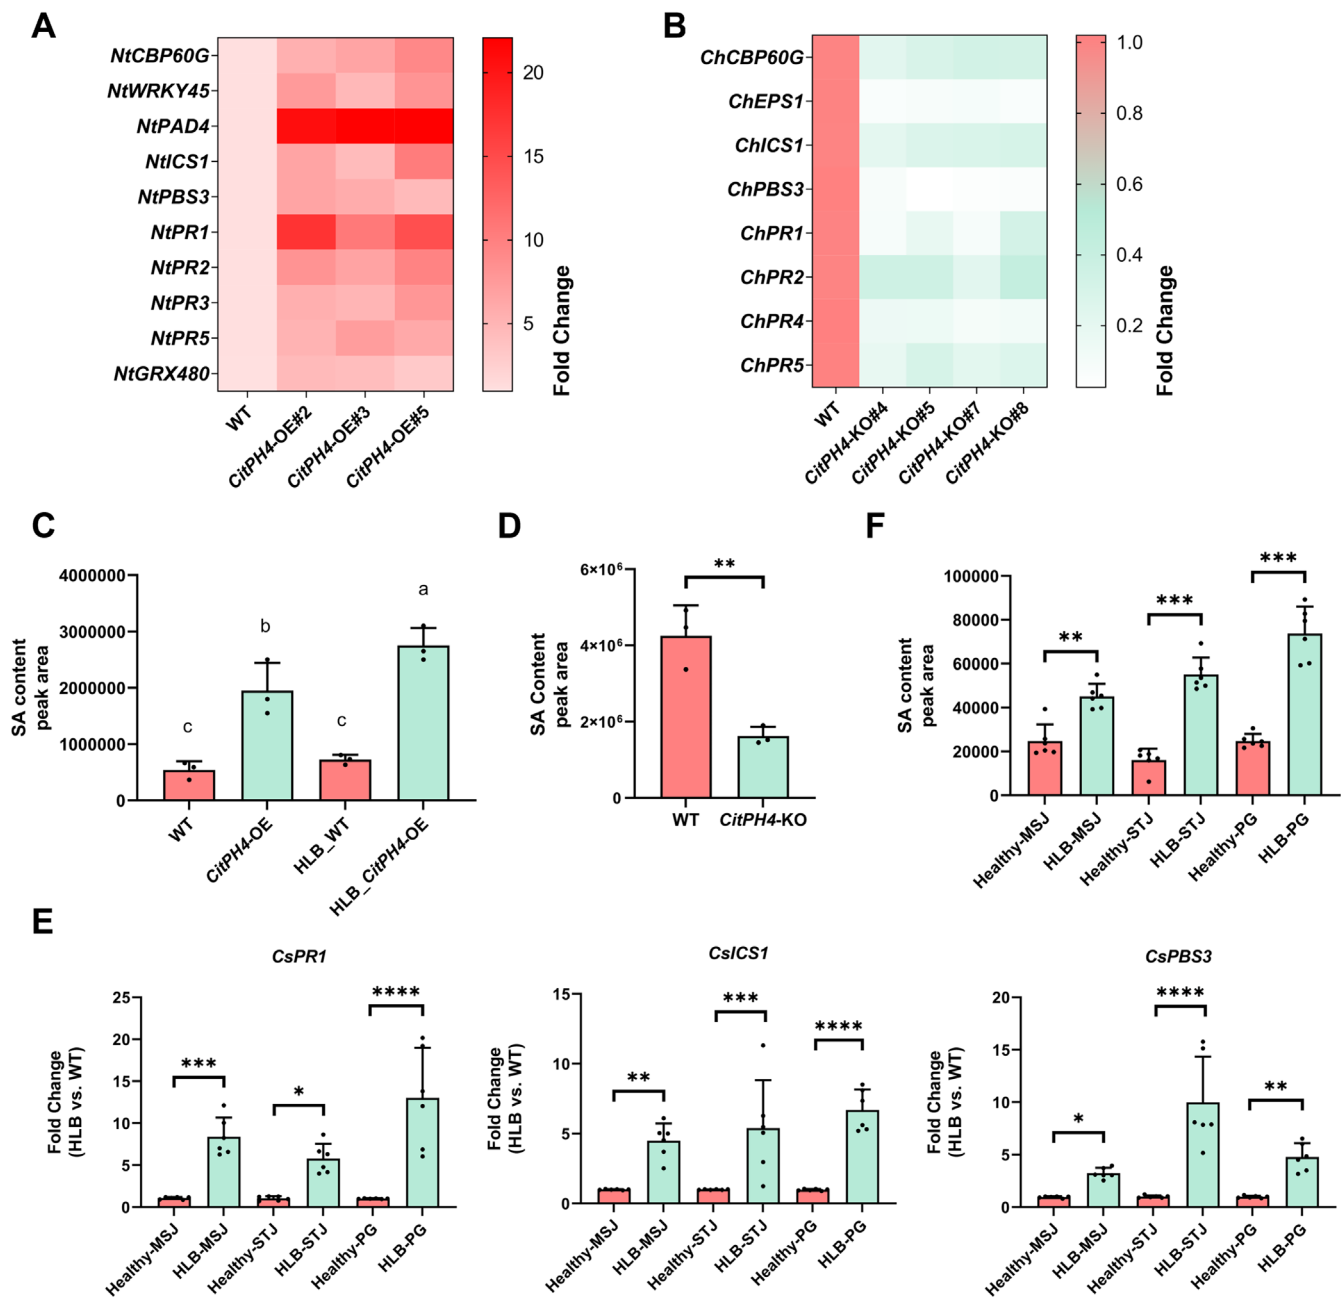 A
NtCBP60G
NtWRKY45
NtPAD4
NtICS1
NtPBS3
NtPR1
NtPR2
NtPR3
NtPR5
NtGRX480
WT
CitPH4-OE#2
CitPH4-OE#3
CitPH4-OE#5
20
15
10
5
Fold Change
B
ChCBP60G
ChEPS1
ChICS1
ChPBS3
ChPR1
ChPR2
ChPR4
ChPR5
WT
CitPH4-KO#4
CitPH4-KO#5
CitPH4-KO#7
CitPH4-KO#8
1.0
0.8
0.6
0.4
0.2
Fold Change
C
SA content
peak area
4000000
3000000
2000000
1000000
0
c
b
c
a
WT
CitPH4-OE
HLB_WT
HLB_CitPH4-OE
D
SA Content
peak area
6×10⁶
4×10⁶
2×10⁶
0
**
WT
CitPH4-KO
F
SA content
peak area
100000
80000
60000
40000
20000
0
**
***
***
Healthy-MSJ
HLB-MSJ
Healthy-STJ
HLB-STJ
Healthy-PG
HLB-PG
E
CsPR1
Fold Change
(HLB vs. WT)
25
20
15
10
5
0
***
*
****
Healthy-MSJ
HLB-MSJ
Healthy-STJ
HLB-STJ
Healthy-PG
HLB-PG
CsICS1
Fold Change
(HLB vs. WT)
15
10
5
0
**
***
****
Healthy-MSJ
HLB-MSJ
Healthy-STJ
HLB-STJ
Healthy-PG
HLB-PG
CsPBS3
Fold Change
(HLB vs. WT)
20
15
10
5
0
*
****
**
Healthy-MSJ
HLB-MSJ
Healthy-STJ
HLB-STJ
Healthy-PG
HLB-PG